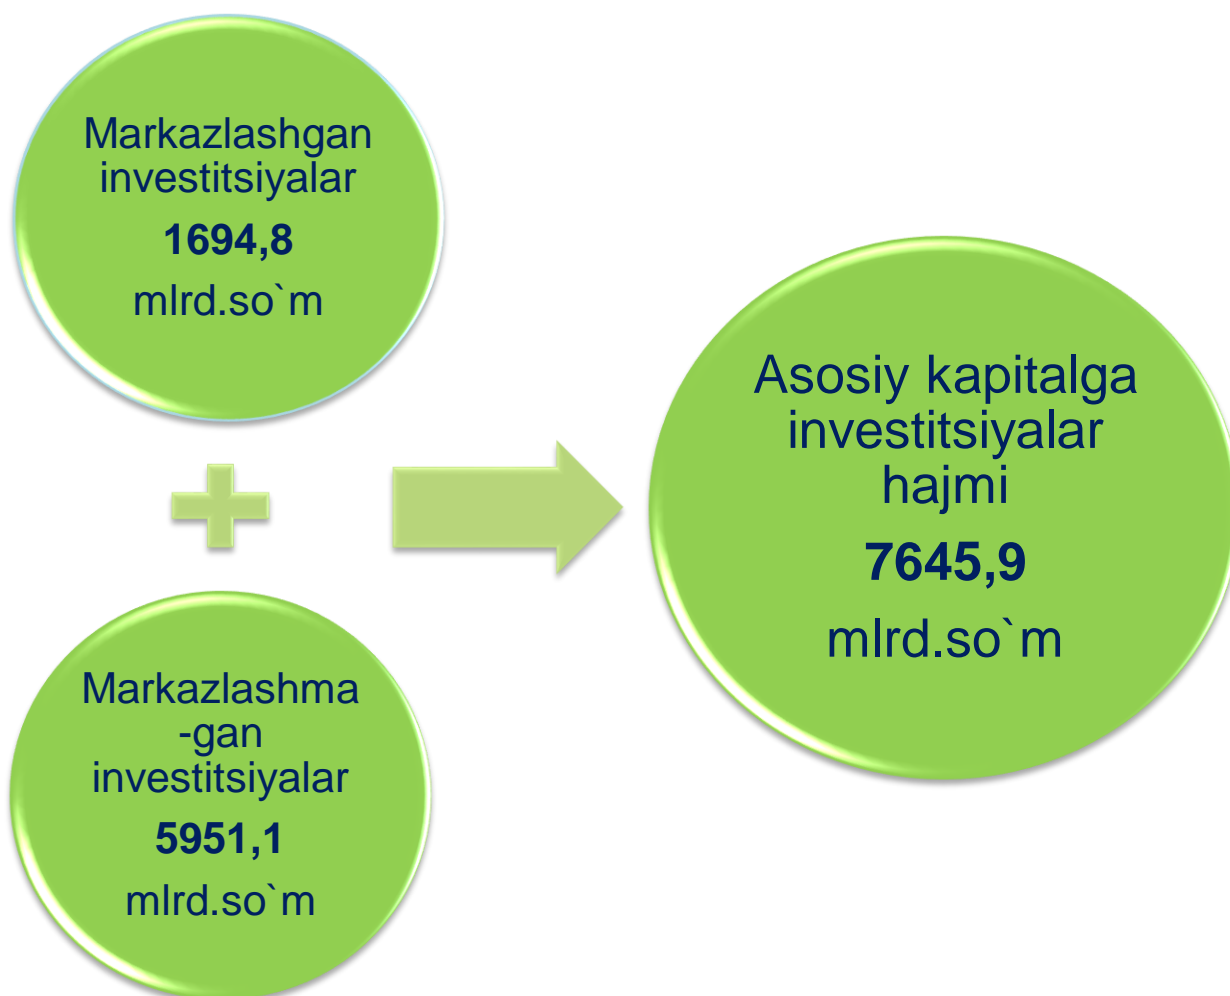 Markazlashgan
investitsiyalar
1694,8
mlrd.so`m
Markazlashma
-gan
investitsiyalar
5951,1
mlrd.so`m
Asosiy kapitalga
investitsiyalar
hajmi
7645,9
mlrd.so`m